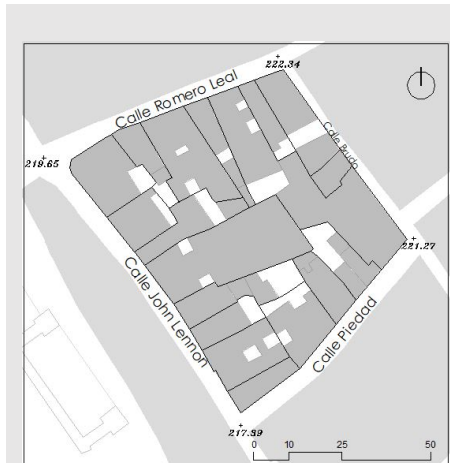 222.34
Calle Romero Leal
Calle Brudo
219.65
221.27
Calle John Lennon
Calle Piedad
217.39
0 10 25 50